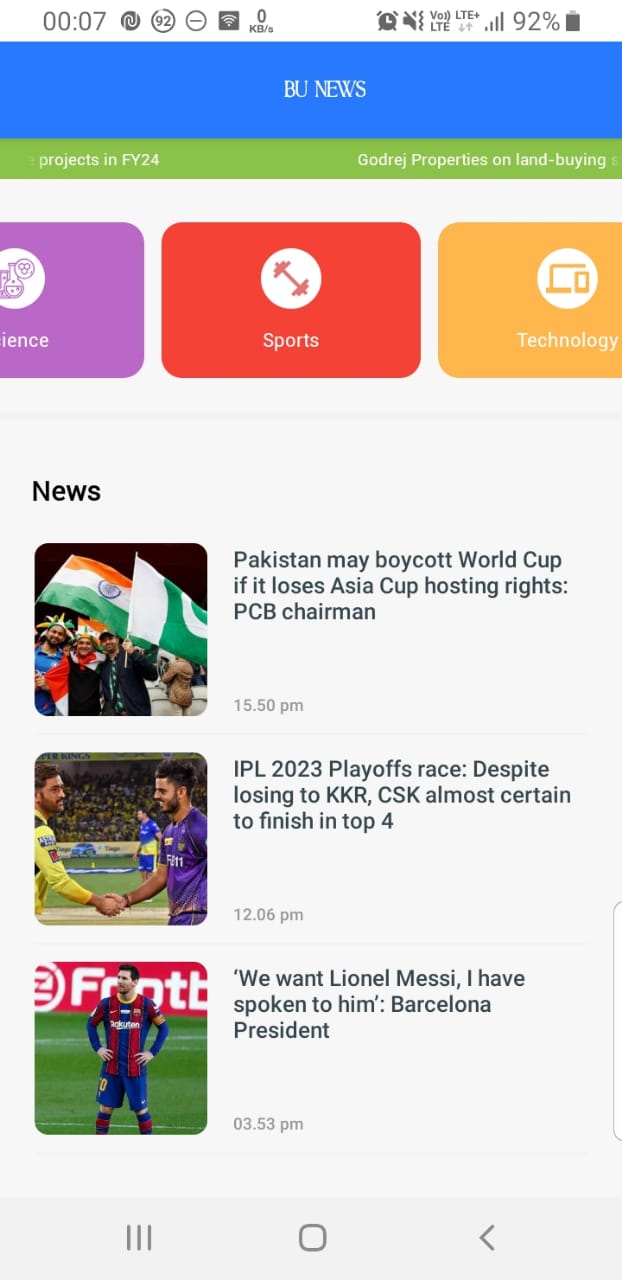 00:07 92 0 KB/s Vo) LTE LTE+ 92%
BU NEWS
projects in FY24 Godrej Properties on land-buying
Sports
Technology
News
Pakistan may boycott World Cup
if it loses Asia Cup hosting rights:
PCB chairman
15.50 pm
IPL 2023 Playoffs race: Despite
losing to KKR, CSK almost certain
to finish in top 4
12.06 pm
‘We want Lionel Messi, I have
spoken to him’: Barcelona
President
Rakuten
03.53 pm